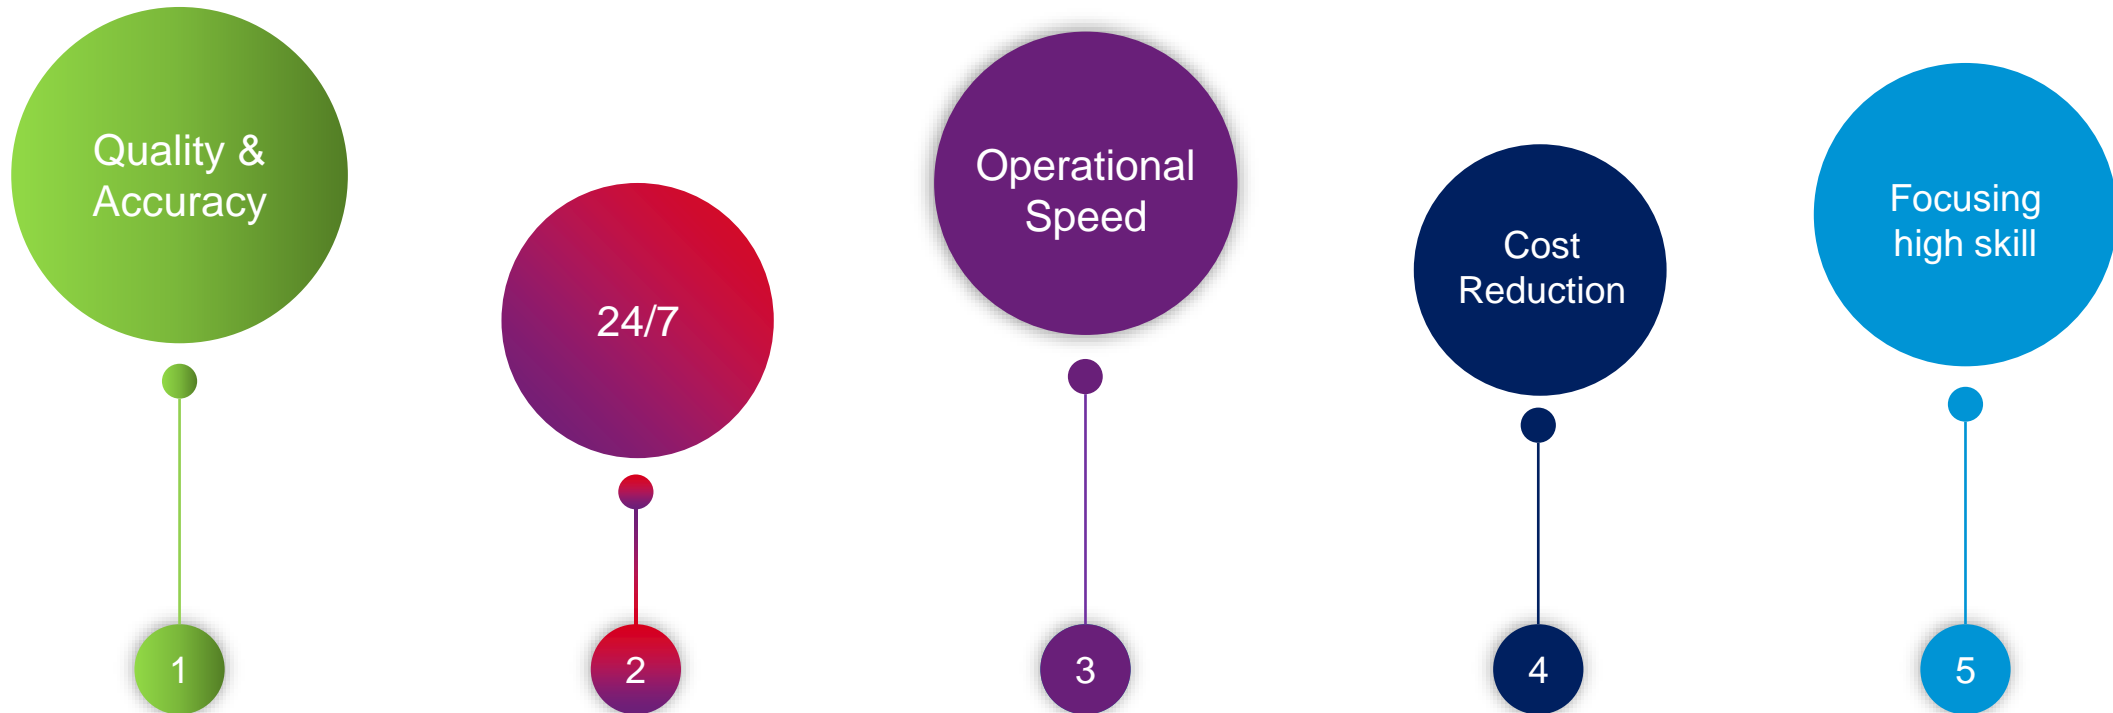 Quality &
Accuracy
24/7
Operational
Speed
Cost
Reduction
Focusing
high skill
1
2
3
4
5